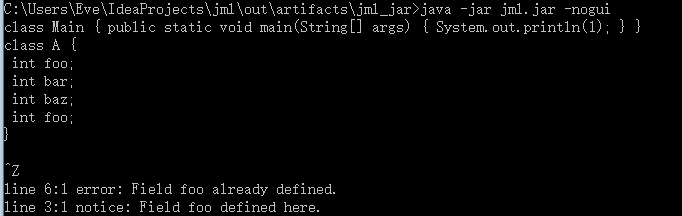 C:\Users\Eve\IdeaProjects\jml\out\artifacts\jml_jar>java -jar jml.jar -nogui
class Main { public static void main(String[] args) { System.out.println(1); } }
class A {
 int foo;
 int bar;
 int baz;
 int foo;
}
^Z
line 6:1 error: Field foo already defined.
line 3:1 notice: Field foo defined here.